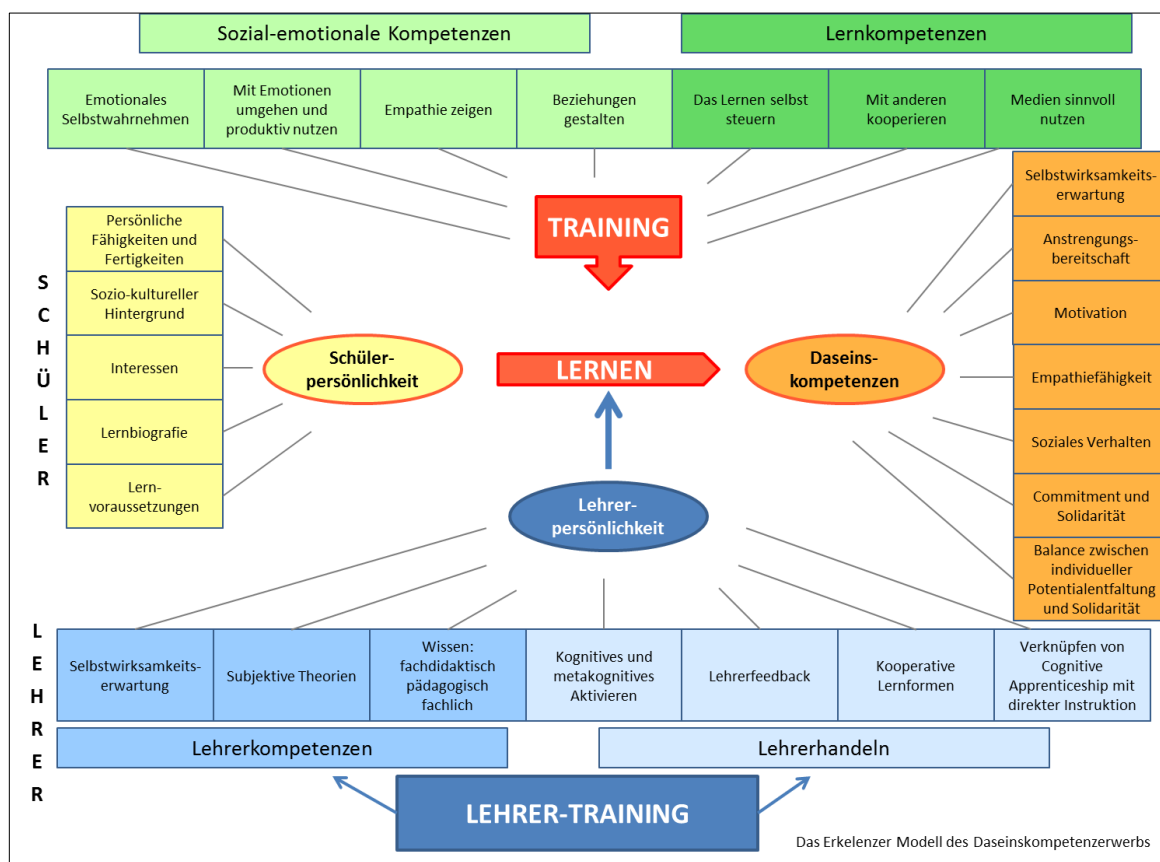 Sozial-emotionale Kompetenzen
Lernkompetenzen
Emotionales
Selbstwahrnehmen
Mit Emotionen
umgehen und
produktiv nutzen
Empathie zeigen
Beziehungen
gestalten
Das Lernen selbst
steuern
Mit anderen
kooperieren
Medien sinnvoll
nutzen
TRAINING
SCHÜLER
Persönliche
Fähigkeiten und
Fertigkeiten
Sozio-kultureller
Hintergrund
Interessen
Lernbiografie
Lern-
voraussetzungen
Schüler-
persönlichkeit
LERNEN
Daseins-
kompetenzen
Selbstwirksamkeits-
erwartung
Anstrengungs-
bereitschaft
Motivation
Empathiefähigkeit
Soziales Verhalten
Commitment und
Solidarität
Balance zwischen
individueller
Potentialentfaltung
und Solidarität
Lehrer-
persönlichkeit
LEHRER
Selbstwirksamkeits-
erwartung
Subjektive Theorien
Wissen:
fachdidaktisch
pädagogisch
fachlich
Kognitives und
metakognitives
Aktivieren
Lehrerfeedback
Kooperative
Lernformen
Verknüpfen von
Cognitive
Apprenticeship mit
direkter Instruktion
Lehrerkompetenzen
Lehrerhandeln
LEHRER-TRAINING
Das Erkelenzer Modell des Daseinskompetenzerwerbs